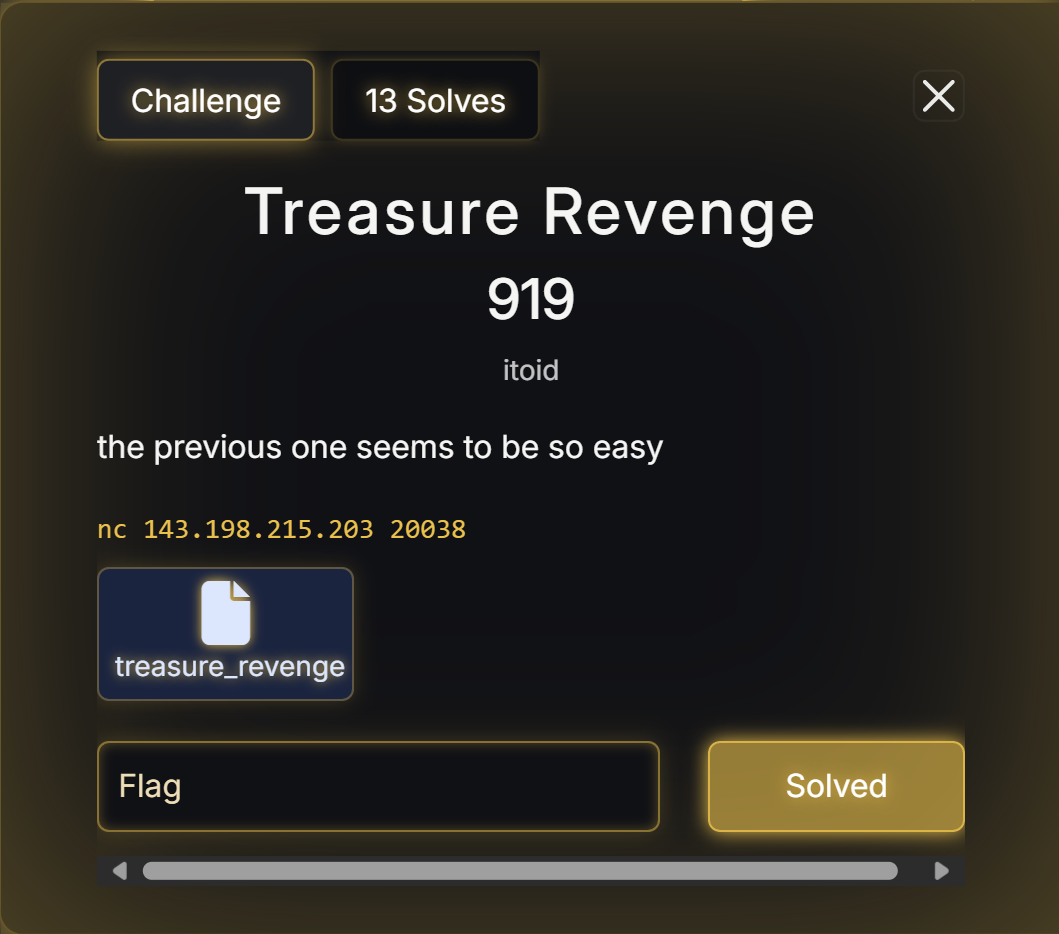 Challenge
13 Solves
Treasure Revenge
919
itoid
the previous one seems to be so easy
nc 143.198.215.203 20038
treasure_revenge
Flag
Solved